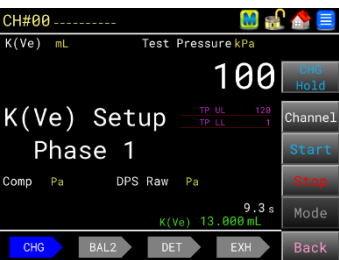 CH#00 ----------
M
K(Ve) mL Test Pressure kPa
100
CHG
Hold
K(Ve) Setup
TP UL 120
TP LL 1
Channel
Phase 1
Start
Comp Pa DPS Raw Pa
Stop
9.3 s
K(Ve) 13.000 mL
Mode
CHG BAL2 DET EXH Back